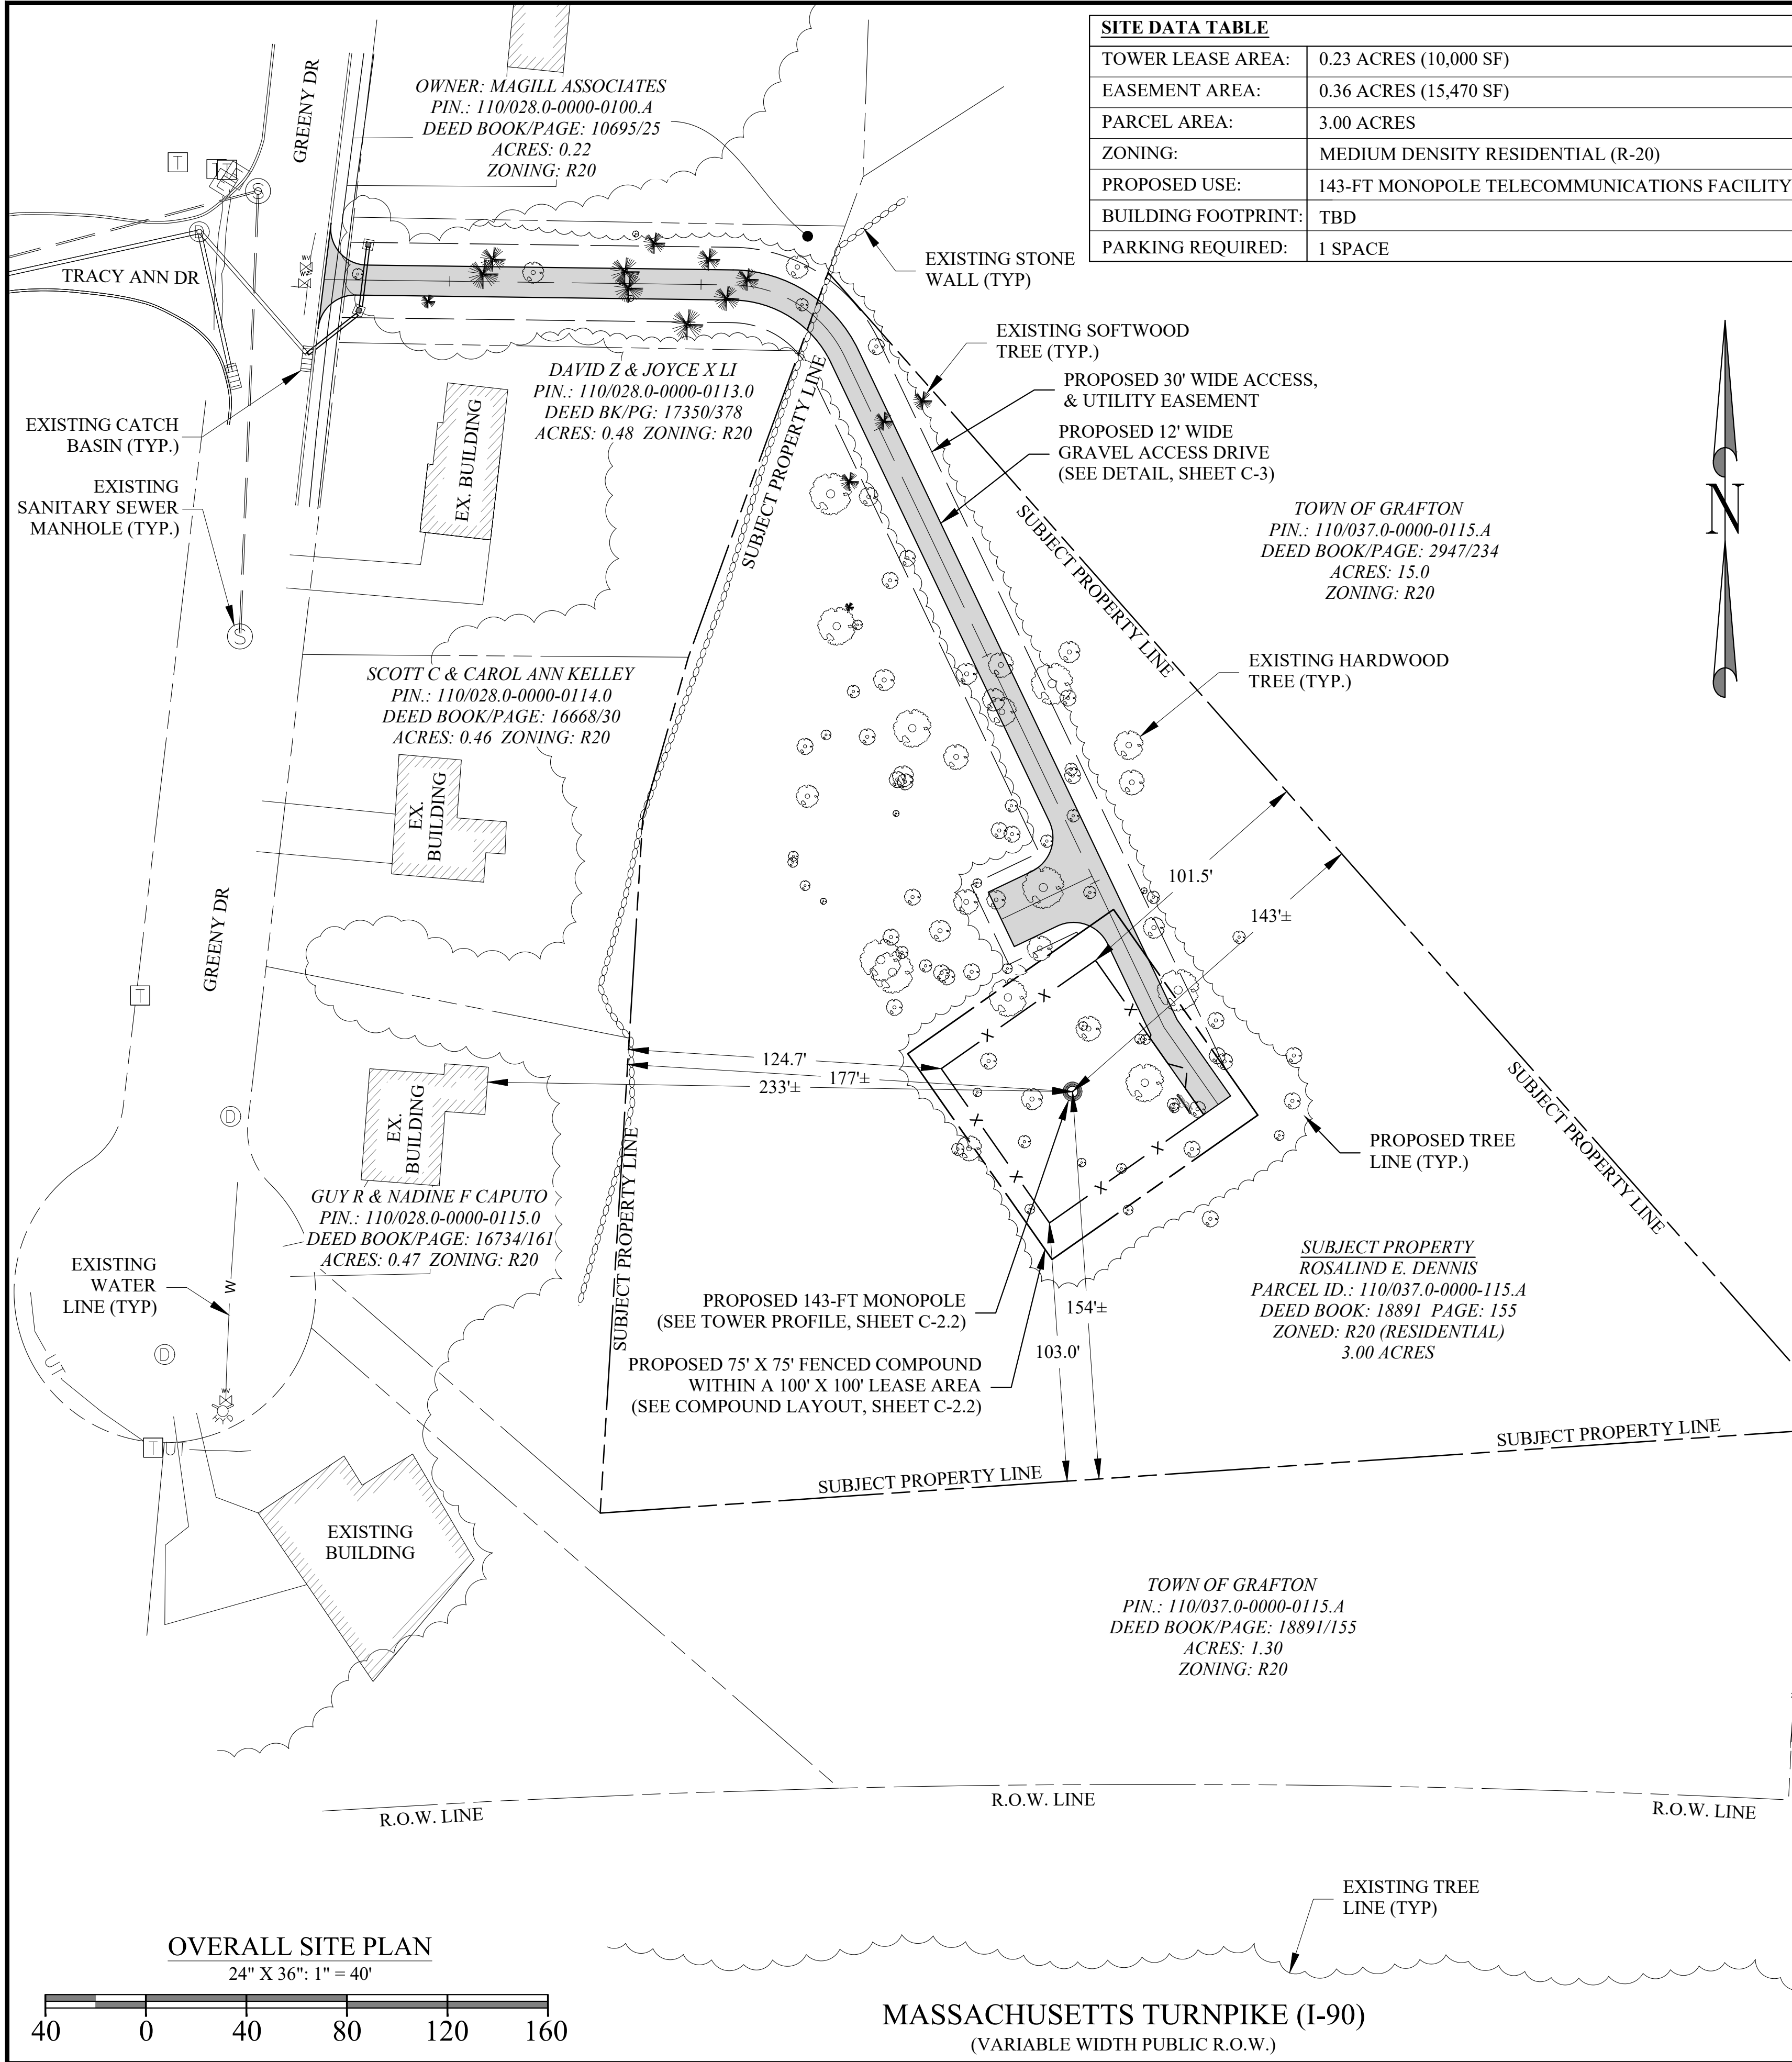 SITE DATA TABLE
TOWER LEASE AREA: 0.23 ACRES (10,000 SF)
EASEMENT AREA: 0.36 ACRES (15,470 SF)
PARCEL AREA: 3.00 ACRES
ZONING: MEDIUM DENSITY RESIDENTIAL (R-20)
PROPOSED USE: 143-FT MONOPOLE TELECOMMUNICATIONS FACILITY
BUILDING FOOTPRINT: TBD
PARKING REQUIRED: 1 SPACE
GREENY DR
OWNER: MAGILL ASSOCIATES
PIN.: 110/028.0-0000-0100.A
DEED BOOK/PAGE: 10695/25
ACRES: 0.22
ZONING: R20
T
S
S
WV
WV
TRACY ANN DR
EXISTING STONE
WALL (TYP)
EXISTING SOFTWOOD
TREE (TYP.)
PROPOSED 30' WIDE ACCESS,
& UTILITY EASEMENT
PROPOSED 12' WIDE
GRAVEL ACCESS DRIVE
(SEE DETAIL, SHEET C-3)
DAVID Z & JOYCE X LI
PIN.: 110/028.0-0000-0113.0
DEED BK/PG: 17350/378
ACRES: 0.48 ZONING: R20
SUBJECT PROPERTY LINE
EX. BUILDING
EXISTING CATCH
BASIN (TYP.)
EXISTING
SANITARY SEWER
MANHOLE (TYP.)
S
N
TOWN OF GRAFTON
PIN.: 110/037.0-0000-0115.A
DEED BOOK/PAGE: 2947/234
ACRES: 15.0
ZONING: R20
SUBJECT PROPERTY LINE
EXISTING HARDWOOD
TREE (TYP.)
SCOTT C & CAROL ANN KELLEY
PIN.: 110/028.0-0000-0114.0
DEED BOOK/PAGE: 16668/30
ACRES: 0.46 ZONING: R20
EX.
BUILDING
GREENY DR
T
101.5'
143'±
X
X
X
X
X
X
X
124.7'
177'±
233'±
D
EX.
BUILDING
SUBJECT PROPERTY LINE
PROPOSED TREE
LINE (TYP.)
GUY R & NADINE F CAPUTO
PIN.: 110/028.0-0000-0115.0
DEED BOOK/PAGE: 16734/161
ACRES: 0.47 ZONING: R20
SUBJECT PROPERTY LINE
EXISTING
WATER
LINE (TYP)
W
D
UT
WV
T
UT
SUBJECT PROPERTY
ROSALIND E. DENNIS
PARCEL ID.: 110/037.0-0000-115.A
DEED BOOK: 18891 PAGE: 155
ZONED: R20 (RESIDENTIAL)
3.00 ACRES
PROPOSED 143-FT MONOPOLE
(SEE TOWER PROFILE, SHEET C-2.2)
154'±
103.0'
PROPOSED 75' X 75' FENCED COMPOUND
WITHIN A 100' X 100' LEASE AREA
(SEE COMPOUND LAYOUT, SHEET C-2.2)
SUBJECT PROPERTY LINE
SUBJECT PROPERTY LINE
EXISTING
BUILDING
TOWN OF GRAFTON
PIN.: 110/037.0-0000-0115.A
DEED BOOK/PAGE: 18891/155
ACRES: 1.30
ZONING: R20
R.O.W. LINE
R.O.W. LINE
R.O.W. LINE
EXISTING TREE
LINE (TYP)
OVERALL SITE PLAN
24" X 36": 1" = 40'
40 0 40 80 120 160
MASSACHUSETTS TURNPIKE (I-90)
(VARIABLE WIDTH PUBLIC R.O.W.)